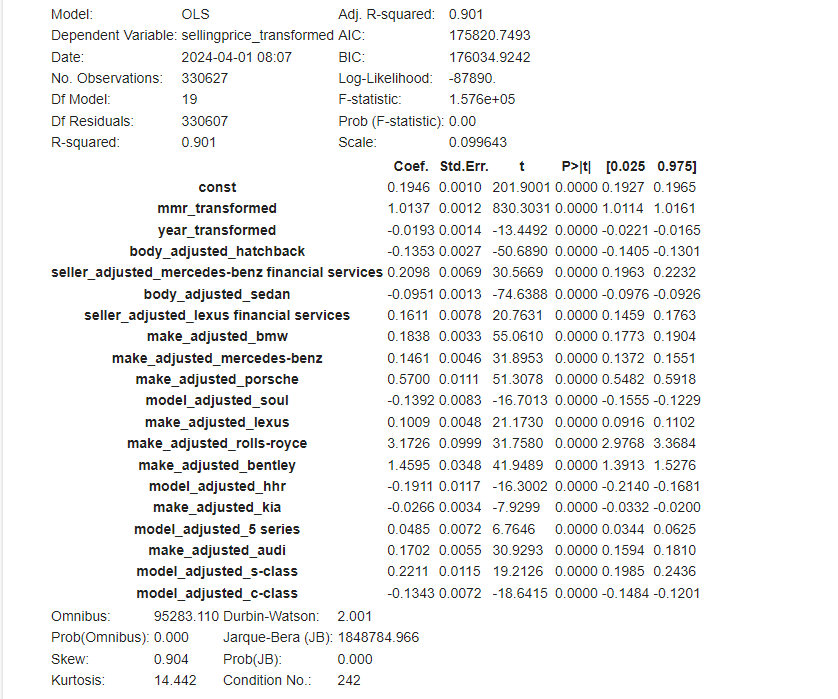 Model: OLS Adj. R-squared: 0.901
Dependent Variable: sellingprice_transformed AIC: 175820.7493
Date: 2024-04-01 08:07 BIC: 176034.9242
No. Observations: 330627 Log-Likelihood: -87890.
Df Model: 19 F-statistic: 1.576e+05
Df Residuals: 330607 Prob (F-statistic): 0.00
R-squared: 0.901 Scale: 0.099643
Coef. Std.Err. t P>|t| [0.025 0.975]
const 0.1946 0.0010 201.9001 0.0000 0.1927 0.1965
mmr_transformed 1.0137 0.0012 830.3031 0.0000 1.0114 1.0161
year_transformed -0.0193 0.0014 -13.4492 0.0000 -0.0221 -0.0165
body_adjusted_hatchback -0.1353 0.0027 -50.6890 0.0000 -0.1405 -0.1301
seller_adjusted_mercedes-benz financial services 0.2098 0.0069 30.5669 0.0000 0.1963 0.2232
body_adjusted_sedan -0.0951 0.0013 -74.6388 0.0000 -0.0976 -0.0926
seller_adjusted_lexus financial services 0.1611 0.0078 20.7631 0.0000 0.1459 0.1763
make_adjusted_bmw 0.1838 0.0033 55.0610 0.0000 0.1773 0.1904
make_adjusted_mercedes-benz 0.1461 0.0046 31.8953 0.0000 0.1372 0.1551
make_adjusted_porsche 0.5700 0.0111 51.3078 0.0000 0.5482 0.5918
model_adjusted_soul -0.1392 0.0083 -16.7013 0.0000 -0.1555 -0.1229
make_adjusted_lexus 0.1009 0.0048 21.1730 0.0000 0.0916 0.1102
make_adjusted_rolls-royce 3.1726 0.0999 31.7580 0.0000 2.9768 3.3684
make_adjusted_bentley 1.4595 0.0348 41.9489 0.0000 1.3913 1.5276
model_adjusted_hhr -0.1911 0.0117 -16.3002 0.0000 -0.2140 -0.1681
make_adjusted_kia -0.0266 0.0034 -7.9299 0.0000 -0.0332 -0.0200
model_adjusted_5 series 0.0485 0.0072 6.7646 0.0000 0.0344 0.0625
make_adjusted_audi 0.1702 0.0055 30.9293 0.0000 0.1594 0.1810
model_adjusted_s-class 0.2211 0.0115 19.2126 0.0000 0.1985 0.2436
model_adjusted_c-class -0.1343 0.0072 -18.6415 0.0000 -0.1484 -0.1201
Omnibus: 95283.110 Durbin-Watson: 2.001
Prob(Omnibus): 0.000 Jarque-Bera (JB): 1848784.966
Skew: 0.904 Prob(JB): 0.000
Kurtosis: 14.442 Condition No.: 242